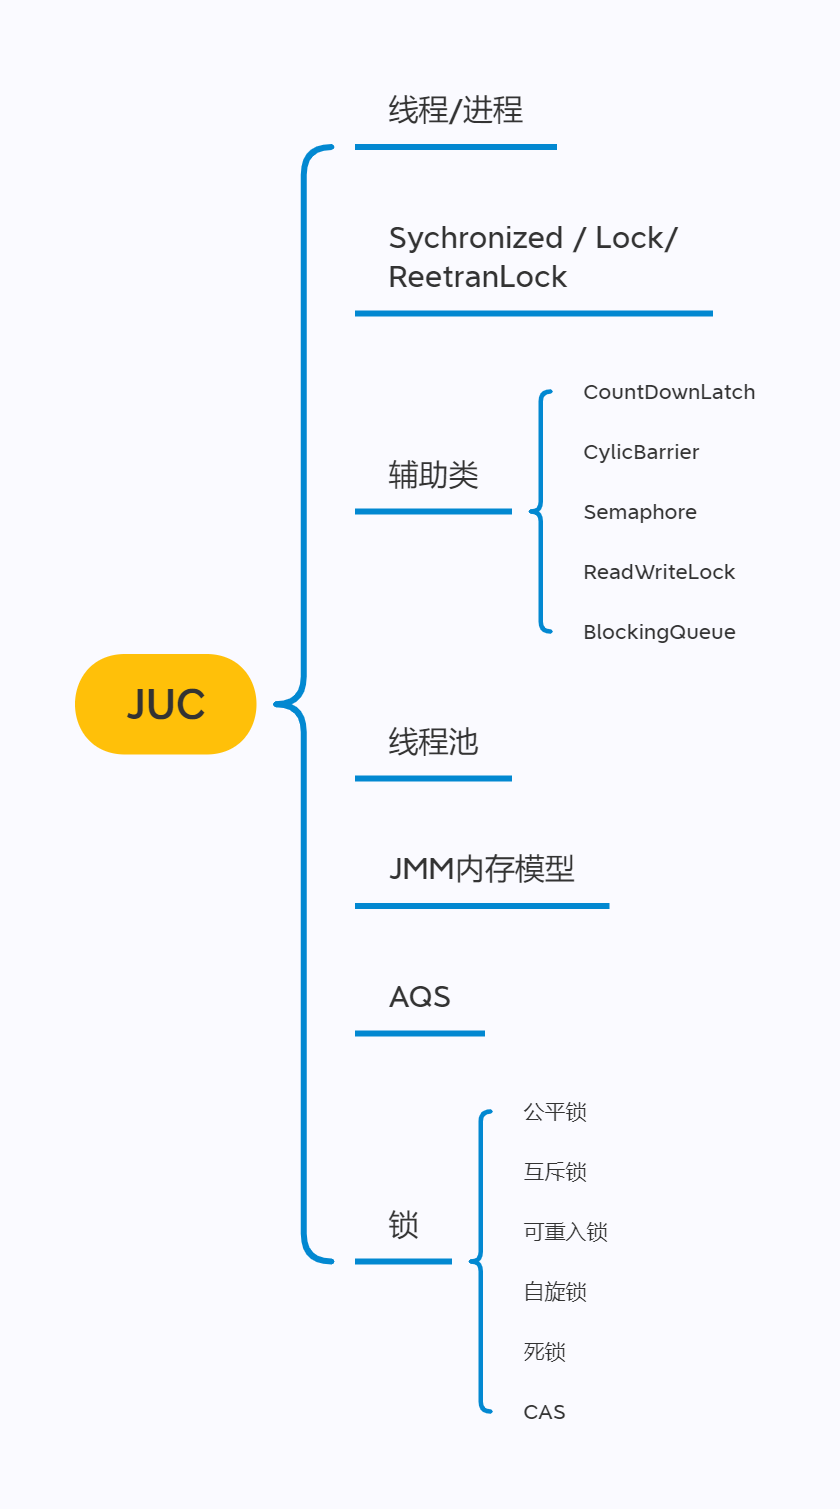 线程/进程
Sychronized / Lock/
ReetranLock
CountDownLatch
CylicBarrier
辅助类
Semaphore
ReadWriteLock
BlockingQueue
JUC
线程池
JMM内存模型
AQS
公平锁
互斥锁
锁
可重入锁
自旋锁
死锁
CAS